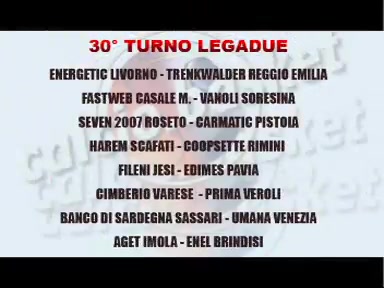 30° TURNO LEGADUE
ENERGETIC LIVORNO - TRENKWALDER REGGIO EMILIA
FASTWEB CASALE M. - VANOLI SORESINA
SEVEN 2007 ROSETO - CARMATIC PISTOIA
HAREM SCAFATI - COOPSETTE RIMINI
FILENI JESI - EDIMES PAVIA
CIMBERIO VARESE - PRIMA VEROLI
BANCO DI SARDEGNA SASSARI - UMANA VENEZIA
AGET IMOLA - ENEL BRINDISI